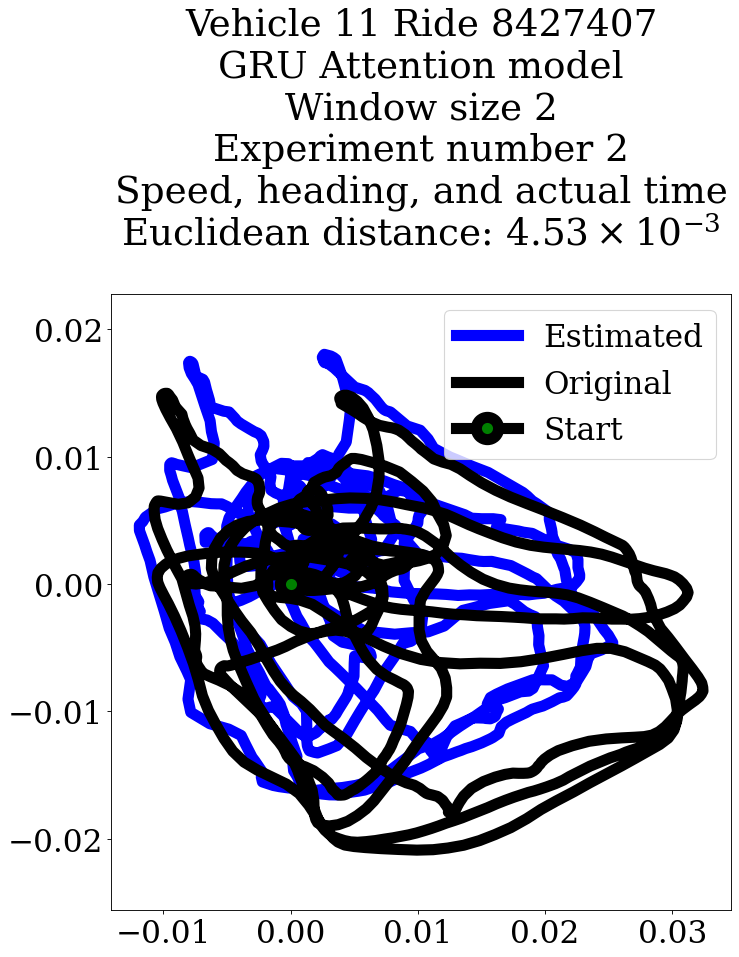 Vehicle 11 Ride 8427407
GRU Attention model
Window size 2
Experiment number 2
Speed, heading, and actual time
Euclidean distance: 4.53 × 10⁻³
Estimated
Original
Start
0.02
0.01
0.00
−0.01
−0.02
−0.01 0.00 0.01 0.02 0.03